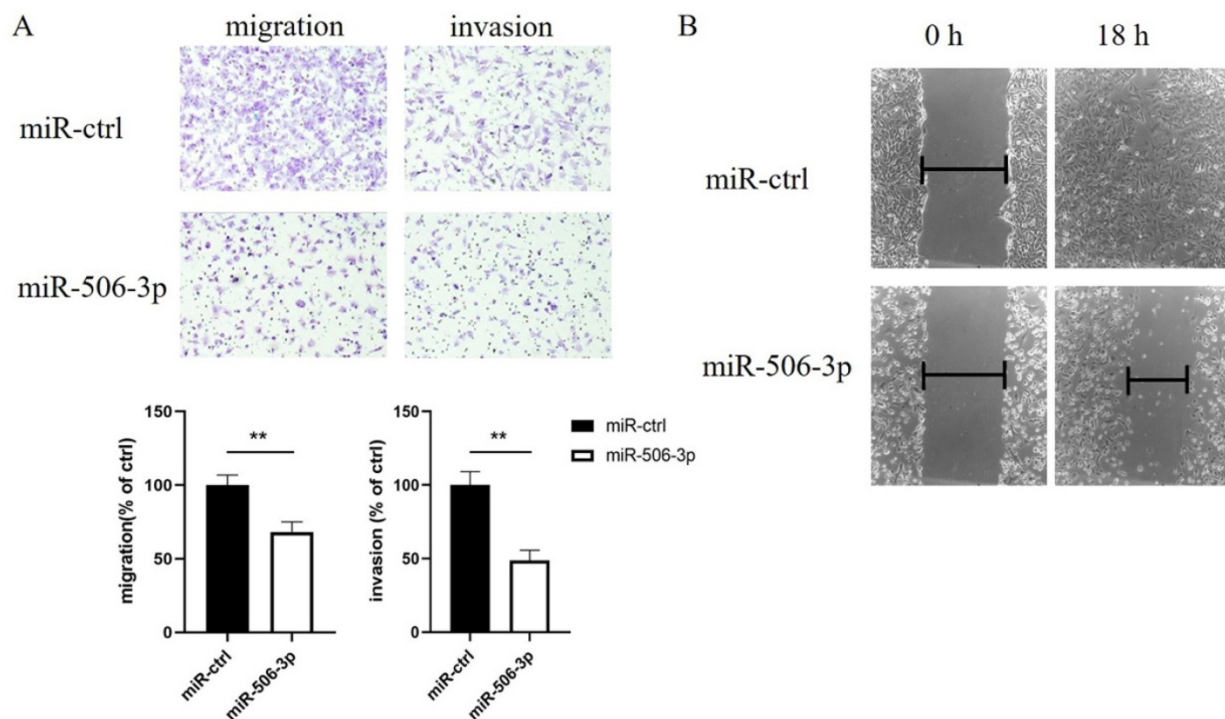 A
migration
invasion
miR-ctrl
miR-506-3p
150
100
50
0
migration(% of ctrl)
**
miR-ctrl
miR-506-3p
150
100
50
0
invasion (% of ctrl)
**
miR-ctrl
miR-506-3p
miR-ctrl
miR-506-3p
B
0 h
18 h
miR-ctrl
miR-506-3p